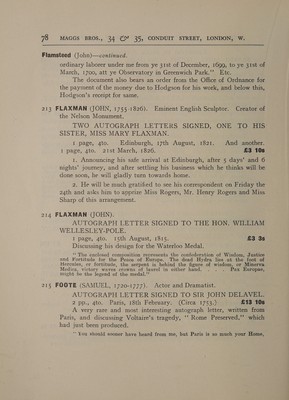 78 MAGGS BROS., 34 & 35, CONDUIT STREET, LONDON, W.
Flamsteed (John)—continued.
ordinary laborer under me from ye 31st of December, 1699, to ye 31st of
March, 1700, att ye Observatory in Greenwich Park." Etc.
The document also bears an order from the Office of Ordnance for
the payment of the money due to Hodgson for his work, and below this,
Hodgson's receipt for same.
213 FLAXMAN (JOHN, 1755-1826). Eminent English Sculptor. Creator of
the Nelson Monument.
TWO AUTOGRAPH LETTERS SIGNED, ONE TO HIS
SISTER, MISS MARY FLAXMAN.
1 page, 4to. Edinburgh, 17th August, 1821. And another.
1 page, 4to. 21st March, 1826. £3 10s
1. Announcing his safe arrival at Edinburgh, after 5 days' and 6
nights' journey, and after settling his business which he thinks will be
done soon, he will gladly turn towards home.
2. He will be much gratified to see his correspondent on Friday the
24th and asks him to apprise Miss Rogers, Mr. Henry Rogers and Miss
Sharp of this arrangement.
214 FLAXMAN (JOHN).
AUTOGRAPH LETTER SIGNED TO THE HON. WILLIAM
WELLESLEY-POLE.
1 page, 4to. 15th August, 1815. £3 3s
Discussing his design for the Waterloo Medal.
"The enclosed composition represents the confederation of Wisdom, Justice
and Fortitude for the Peace of Europe. The dead Hydra lies at the foot of
Hercules, or fortitude, the serpent is behind the figure of wisdom, or Minerva
Medica, victory waves crowns of laurel in either hand. . . . Pax Europae,
might be the legend of the medal."
215 FOOTE (SAMUEL, 1720-1777). Actor and Dramatist.
AUTOGRAPH LETTER SIGNED TO SIR JOHN DELAVEL.
2 pp., 4to. Paris, 18th February. (Circa 1753.) £13 10s
A very rare and most interesting autograph letter, written from
Paris, and discussing Voltaire's tragedy, "Rome Preserved," which
had just been produced.
"You should sooner have heard from me, but Paris is so much your Home,